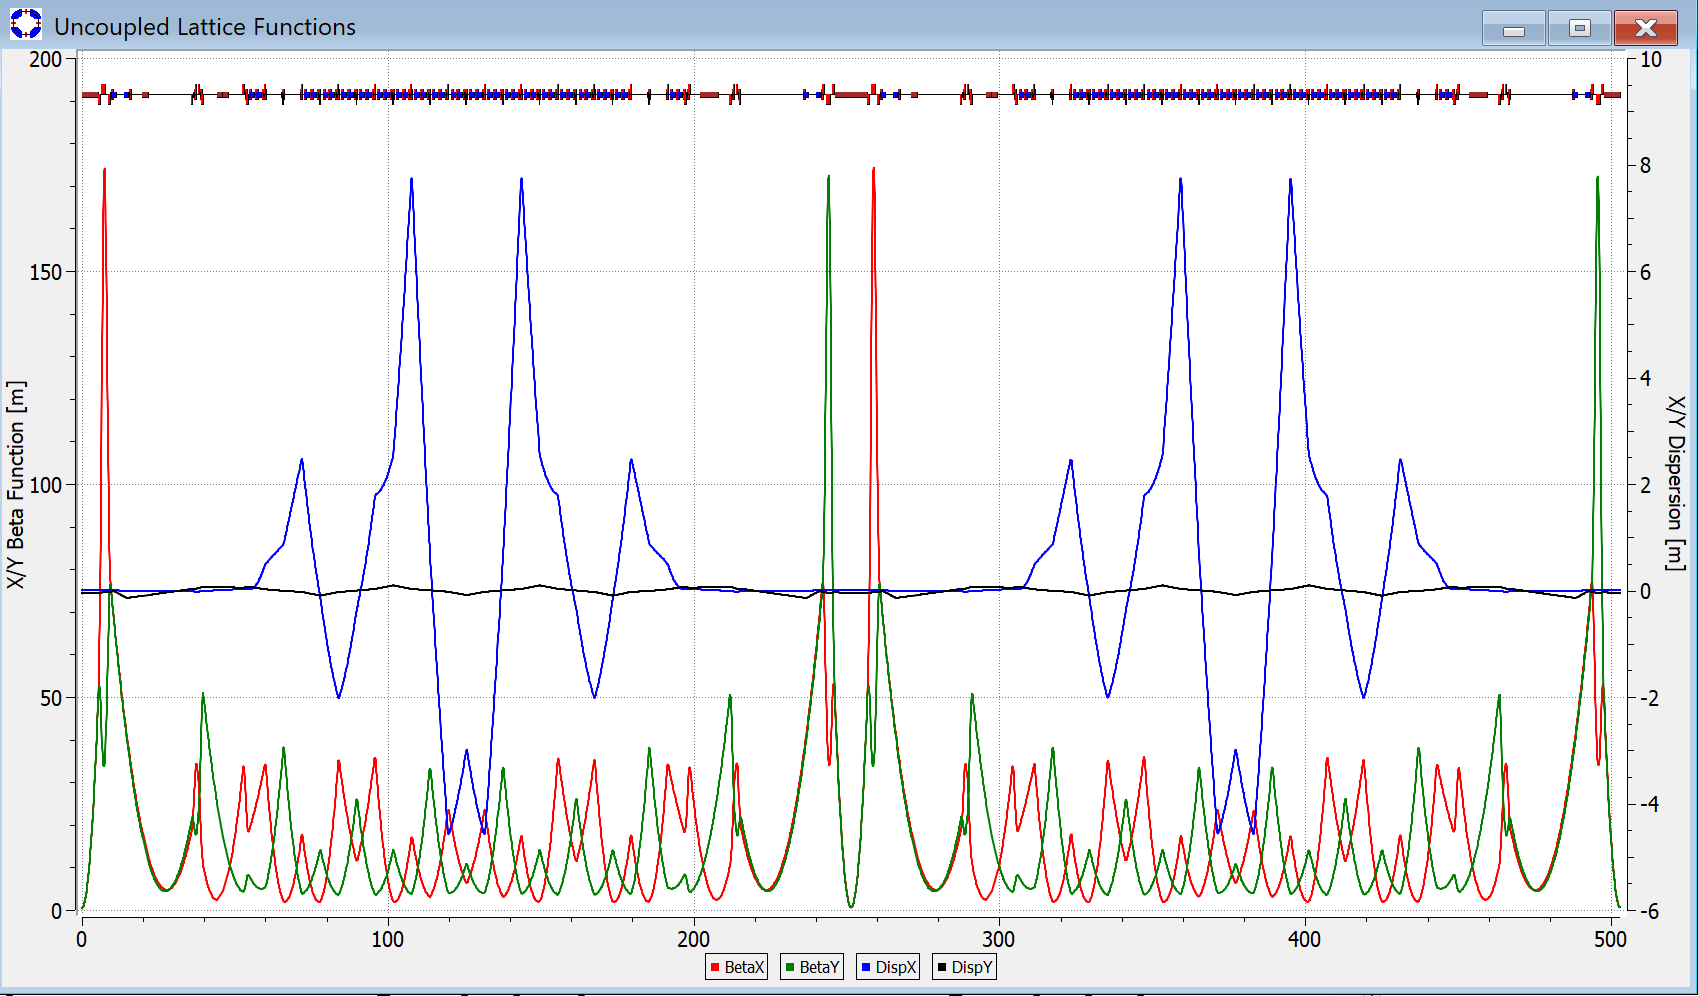 Uncoupled Lattice Functions
200
150
100
50
0
X/Y Beta Function [m]
10
8
6
4
2
0
-2
-4
-6
X/Y Dispersion [m]
0 100 200 300 400 500
BetaX BetaY DispX DispY